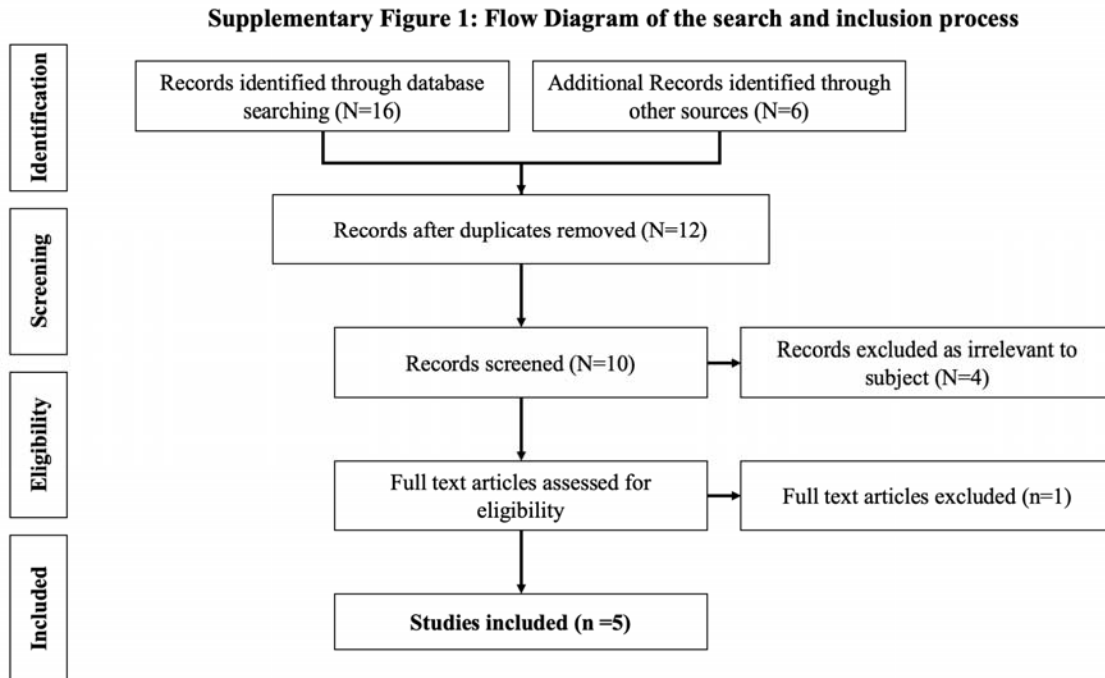 Supplementary Figure 1: Flow Diagram of the search and inclusion process
Identification
Records identified through database
searching (N=16)
Additional Records identified through
other sources (N=6)
Screening
Records after duplicates removed (N=12)
Records screened (N=10)
Records excluded as irrelevant to
subject (N=4)
Eligibility
Full text articles assessed for
eligibility
Full text articles excluded (n=1)
Included
Studies included (n =5)